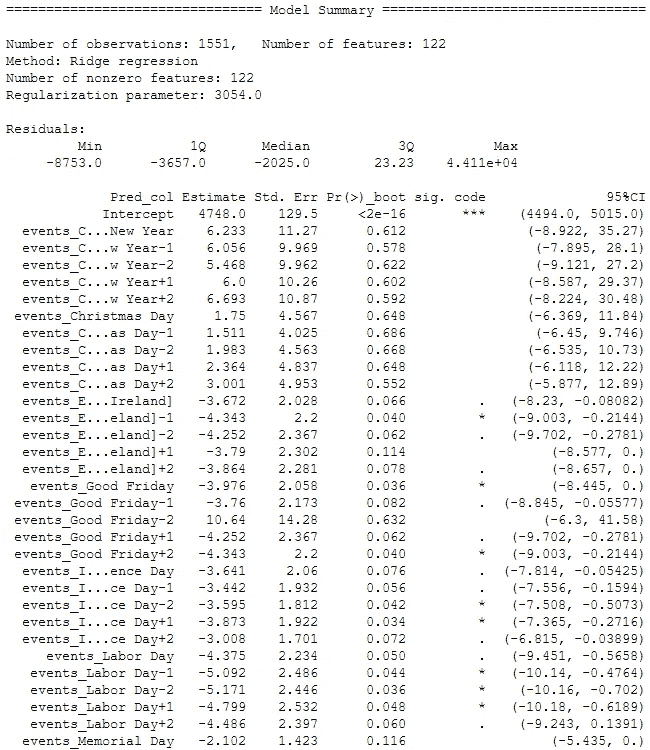 ================================ Model Summary ================================
Number of observations: 1551,   Number of features: 122
Method: Ridge regression
Number of nonzero features: 122
Regularization parameter: 3054.0
Residuals:
Min 1Q Median 3Q Max
-8753.0 -3657.0 -2025.0 23.23 4.411e+04
Pred_col Estimate Std. Err Pr(>)_boot sig. code 95%CI
Intercept 4748.0 129.5 <2e-16 *** (4494.0, 5015.0)
events_C...New Year 6.233 11.27 0.612 (-8.922, 35.27)
events_C...w Year-1 6.056 9.969 0.578 (-7.895, 28.1)
events_C...w Year-2 5.468 9.962 0.622 (-9.121, 27.2)
events_C...w Year+1 6.0 10.26 0.602 (-8.587, 29.37)
events_C...w Year+2 6.693 10.87 0.592 (-8.224, 30.48)
events_Christmas Day 1.75 4.567 0.648 (-6.369, 11.84)
events_C...as Day-1 1.511 4.025 0.686 (-6.45, 9.746)
events_C...as Day-2 1.983 4.563 0.668 (-6.535, 10.73)
events_C...as Day+1 2.364 4.837 0.648 (-6.118, 12.22)
events_C...as Day+2 3.001 4.953 0.552 (-5.877, 12.89)
events_E...Ireland] -3.672 2.028 0.066 . (-8.23, -0.08082)
events_E...eland]-1 -4.343 2.2 0.040 * (-9.003, -0.2144)
events_E...eland]-2 -4.252 2.367 0.062 . (-9.702, -0.2781)
events_E...eland]+1 -3.79 2.302 0.114 (-8.577, 0.)
events_E...eland]+2 -3.864 2.281 0.078 . (-8.657, 0.)
events_Good Friday -3.976 2.058 0.036 * (-8.445, 0.)
events_Good Friday-1 -3.76 2.173 0.082 . (-8.845, -0.05577)
events_Good Friday-2 10.64 14.28 0.632 (-6.3, 41.58)
events_Good Friday+1 -4.252 2.367 0.062 . (-9.702, -0.2781)
events_Good Friday+2 -4.343 2.2 0.040 * (-9.003, -0.2144)
events_I...ence Day -3.641 2.06 0.076 . (-7.814, -0.05425)
events_I...ce Day-1 -3.442 1.932 0.056 . (-7.556, -0.1594)
events_I...ce Day-2 -3.595 1.812 0.042 * (-7.508, -0.5073)
events_I...ce Day+1 -3.873 1.922 0.034 * (-7.365, -0.2716)
events_I...ce Day+2 -3.008 1.701 0.072 . (-6.815, -0.03899)
events_Labor Day -4.375 2.234 0.050 . (-9.451, -0.5658)
events_Labor Day-1 -5.092 2.486 0.044 * (-10.14, -0.4764)
events_Labor Day-2 -5.171 2.446 0.036 * (-10.16, -0.702)
events_Labor Day+1 -4.799 2.532 0.048 * (-10.18, -0.6189)
events_Labor Day+2 -4.486 2.397 0.060 . (-9.243, 0.1391)
events_Memorial Day -2.102 1.423 0.116 (-5.435, 0.)